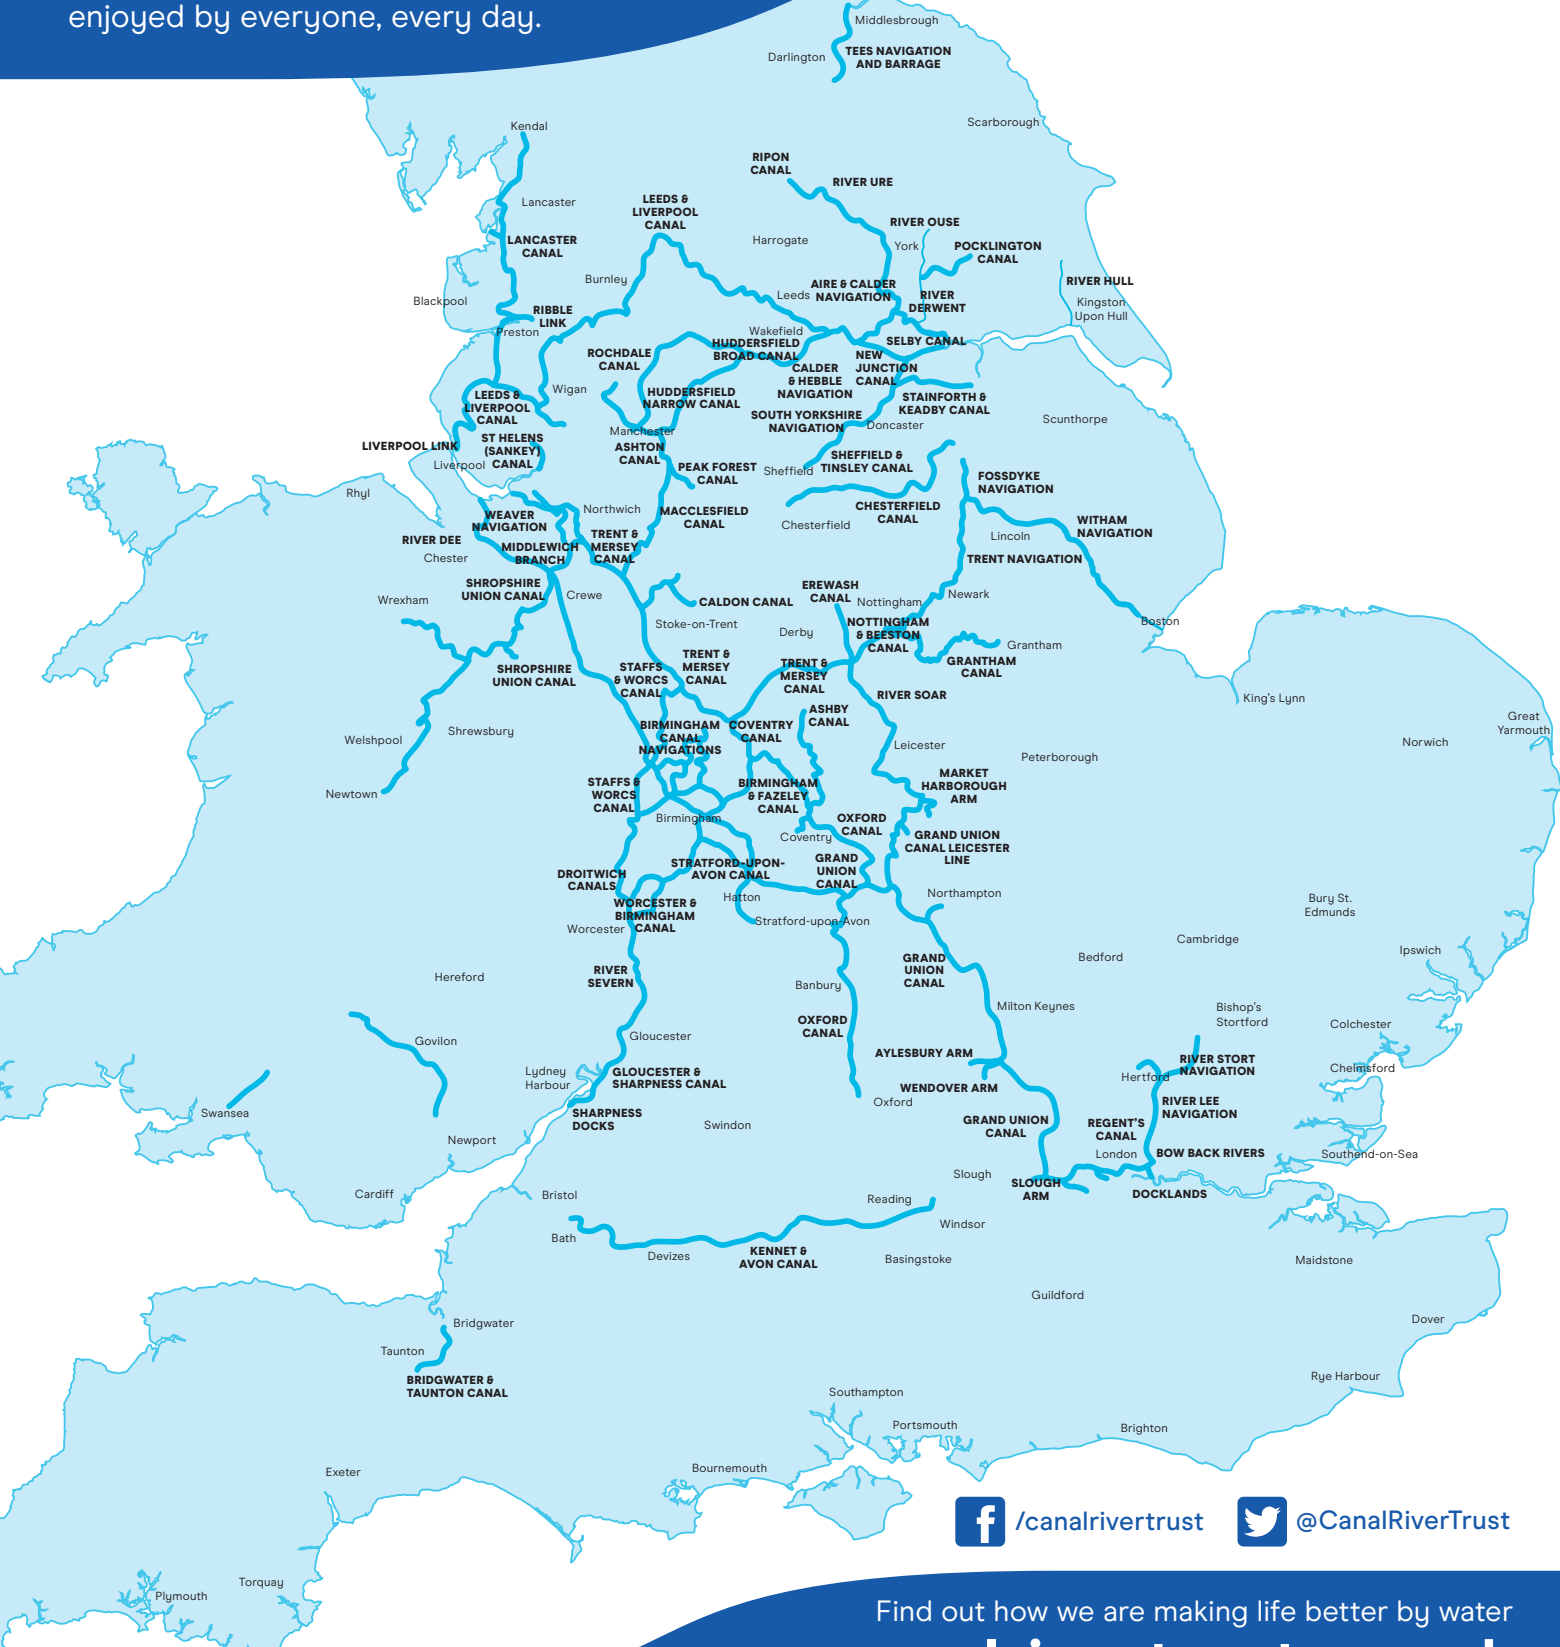 enjoyed by everyone, every day.
Middlesbrough
Darlington
TEES NAVIGATION
AND BARRAGE
Scarborough
Kendal
RIPON
CANAL
RIVER URE
Lancaster
LEEDS &
LIVERPOOL
CANAL
RIVER OUSE
LANCASTER
CANAL
Harrogate
York
POCKLINGTON
CANAL
Burnley
Leeds
AIRE & CALDER
NAVIGATION
RIVER
DERWENT
RIVER HULL
Kingston
Upon Hull
Blackpool
RIBBLE
LINK
Preston
Wakefield
HUDDERSFIELD
BROAD CANAL
SELBY CANAL
ROCHDALE
CANAL
CALDER
& HEBBLE
NAVIGATION
NEW
JUNCTION
CANAL
Wigan
HUDDERSFIELD
NARROW CANAL
STAINFORTH &
KEADBY CANAL
LEEDS &
LIVERPOOL
CANAL
SOUTH YORKSHIRE
NAVIGATION
Doncaster
Scunthorpe
Manchester
LIVERPOOL LINK
ST HELENS
(SANKEY)
CANAL
Liverpool
ASHTON
CANAL
PEAK FOREST
CANAL
Sheffield
SHEFFIELD &
TINSLEY CANAL
FOSSDYKE
NAVIGATION
Rhyl
Northwich
MACCLESFIELD
CANAL
Chesterfield
CHESTERFIELD
CANAL
WEAVER
NAVIGATION
WITHAM
NAVIGATION
Lincoln
RIVER DEE
Chester
MIDDLEWICH
BRANCH
TRENT &
MERSEY
CANAL
TRENT NAVIGATION
SHROPSHIRE
UNION CANAL
Crewe
Wrexham
CALDON CANAL
EREWASH
CANAL
Nottingham
Newark
Stoke-on-Trent
Derby
NOTTINGHAM
& BEESTON
CANAL
Boston
Grantham
GRANTHAM
CANAL
SHROPSHIRE
UNION CANAL
STAFFS
& WORCS
CANAL
TRENT &
MERSEY
CANAL
TRENT &
MERSEY
CANAL
RIVER SOAR
King's Lynn
ASHBY
CANAL
Great
Yarmouth
Norwich
Welshpool
Shrewsbury
BIRMINGHAM
CANAL
NAVIGATIONS
COVENTRY
CANAL
Leicester
Peterborough
Newtown
STAFFS &
WORCS
CANAL
BIRMINGHAM
& FAZELEY
CANAL
MARKET
HARBOROUGH
ARM
Birmingham
Coventry
OXFORD
CANAL
GRAND UNION
CANAL LEICESTER
LINE
DROITWICH
CANALS
STRATFORD-UPON-
AVON CANAL
GRAND
UNION
CANAL
Hatton
Northampton
Bury St.
Edmunds
WORCESTER &
BIRMINGHAM
CANAL
Worcester
Stratford-upon-Avon
Cambridge
Ipswich
Hereford
RIVER
SEVERN
Banbury
GRAND
UNION
CANAL
Bedford
Milton Keynes
Bishop's
Stortford
Colchester
Govilon
Gloucester
OXFORD
CANAL
AYLESBURY ARM
RIVER STORT
NAVIGATION
Chelmsford
Hertford
Lydney
Harbour
GLOUCESTER &
SHARPNESS CANAL
WENDOVER ARM
Oxford
RIVER LEE
NAVIGATION
Swansea
SHARPNESS
DOCKS
Swindon
GRAND UNION
CANAL
REGENT'S
CANAL
Newport
London
BOW BACK RIVERS
Southend-on-Sea
Slough
SLOUGH
ARM
DOCKLANDS
Cardiff
Bristol
Reading
Windsor
Bath
Devizes
KENNET &
AVON CANAL
Basingstoke
Maidstone
Guildford
Bridgwater
Dover
Taunton
BRIDGWATER &
TAUNTON CANAL
Rye Harbour
Southampton
Portsmouth
Brighton
Exeter
Bournemouth
/canalrivertrust
@CanalRiverTrust
Torquay
Plymouth
Find out how we are making life better by water